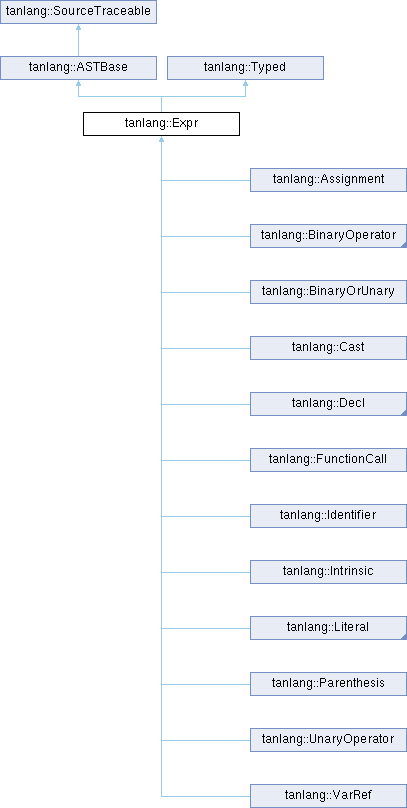 tanlang::SourceTraceable
tanlang::ASTBase
tanlang::Typed
tanlang::Expr
tanlang::Assignment
tanlang::BinaryOperator
tanlang::BinaryOrUnary
tanlang::Cast
tanlang::Decl
tanlang::FunctionCall
tanlang::Identifier
tanlang::Intrinsic
tanlang::Literal
tanlang::Parenthesis
tanlang::UnaryOperator
tanlang::VarRef